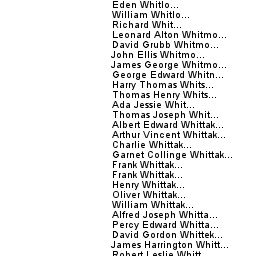 Eden Whitlo...
William Whitlo...
Richard Whit...
Leonard Alton Whitmo...
David Grubb Whitmo...
John Ellis Whitmo...
James George Whitmo...
George Edward Whitn...
Harry Thomas Whits...
Thomas Henry Whits...
Ada Jessie Whit...
Thomas Joseph Whit...
Albert Edward Whittak...
Arthur Vincent Whittak...
Charlie Whittak...
Garnet Collinge Whittak...
Frank Whittak...
Frank Whittak...
Henry Whittak...
Oliver Whittak...
William Whittak...
Alfred Joseph Whitta...
Percy Edward Whitta...
David Gordon Whittek...
James Harrington Whitt...
Robert Leslie Whitt...